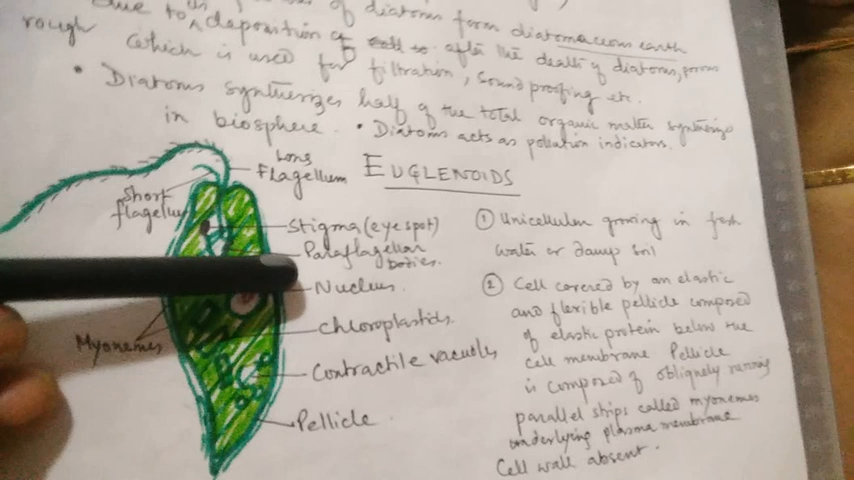 of diatoms form diatomaceous earth
due to deposition of after the death of diatoms, porous
rough (which is used for filtration, sound proofing etc.
• Diatoms synthesizes half of the total organic matter synthesize
in biosphere. • Diatoms acts as pollution indicators.
EUGLENOIDS
Long
Flagellum
Short
flagellum
Stigma (eye spot)
Paraflagellar
bodies.
Nucleus.
Chloroplastids.
Myonemes
Contractile vacuoles
Pellicle.
① Unicellular growing in fresh
water or damp soil
② Cell covered by an elastic
and flexible pellicle composed
of elastic protein below the
cell membrane Pellicle
is composed of obliquely running
parallel strips called myonemes
underlying plasma membrane
Cell wall absent.